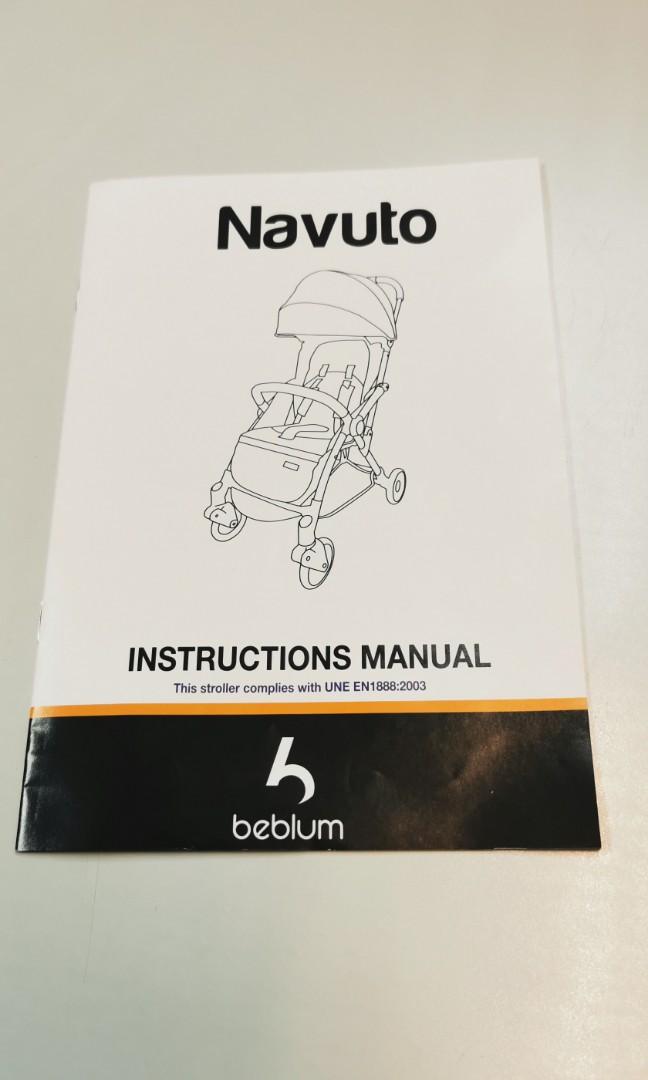 Navuto
INSTRUCTIONS MANUAL
This stroller complies with UNE EN1888:2003
beblum